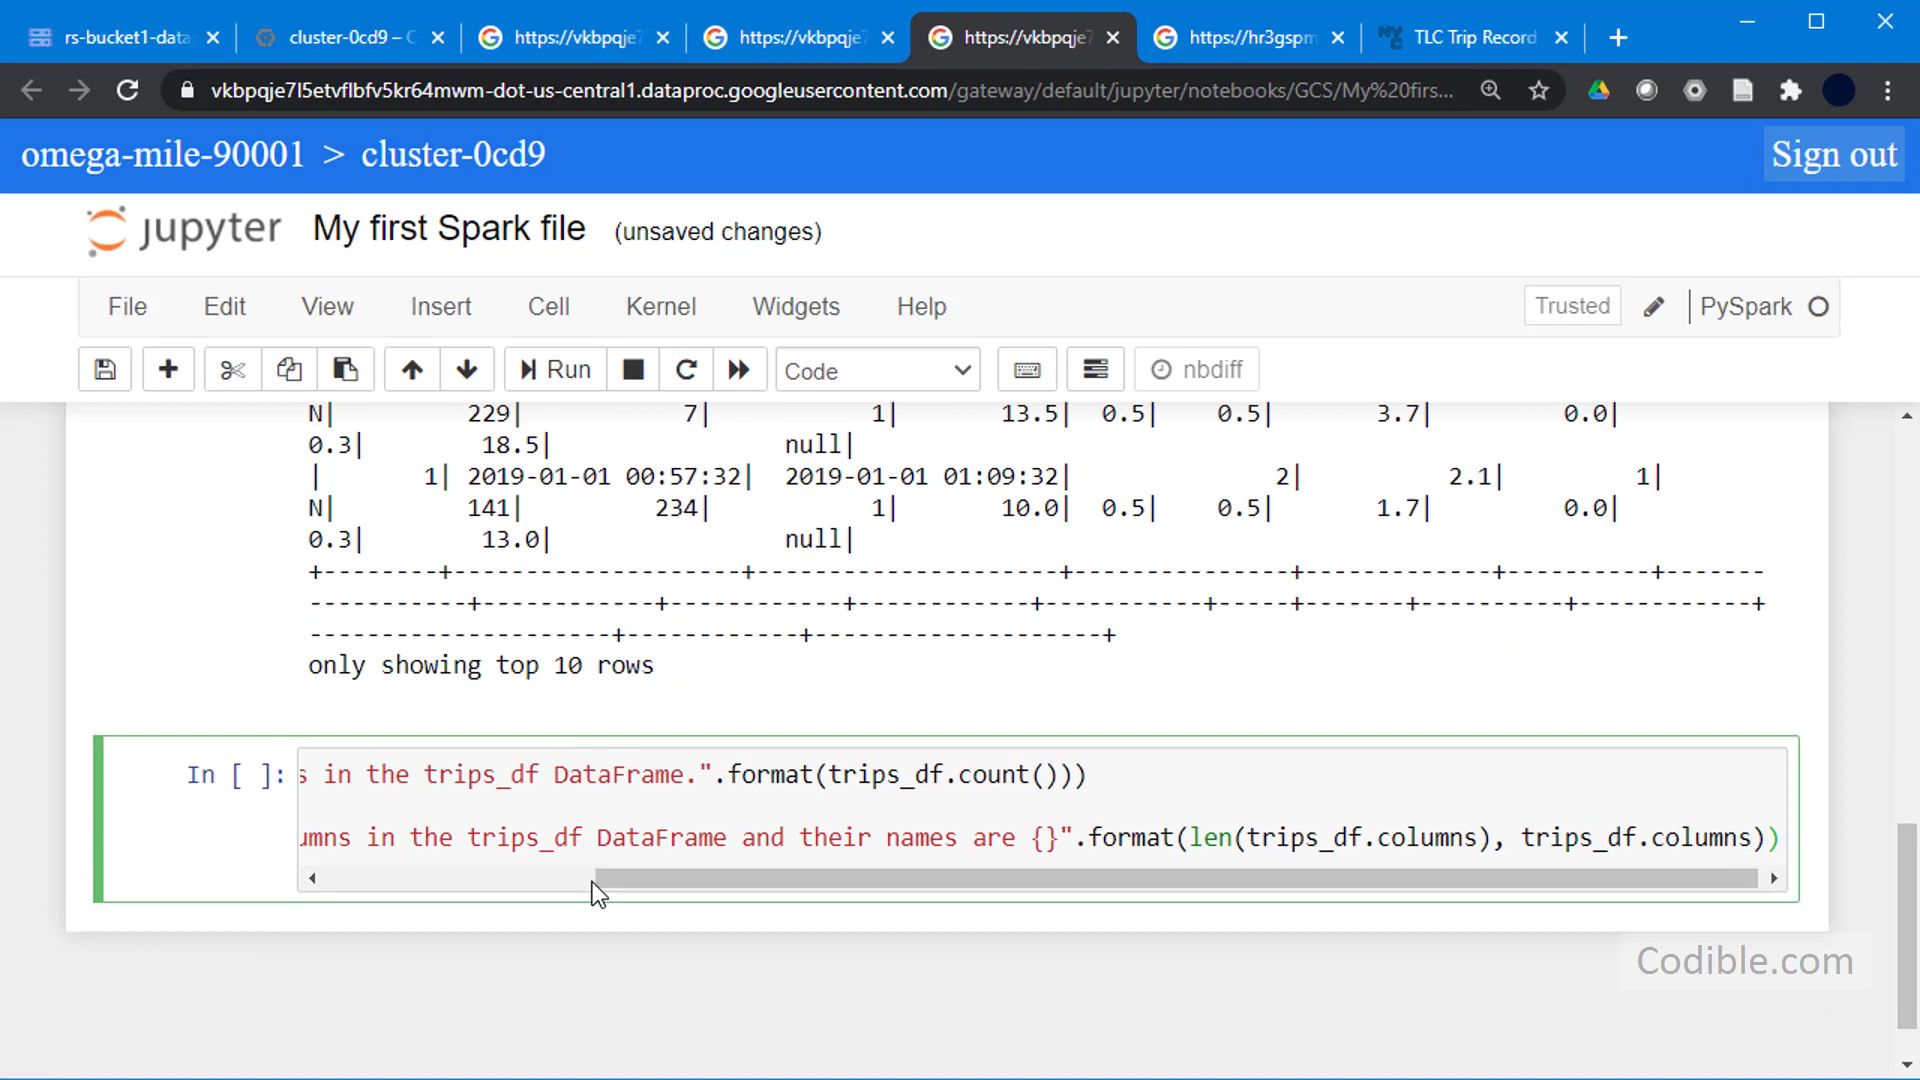 rs-bucket1-data
cluster-0cd9 – C
https://vkbpqje7
https://vkbpqje7
https://vkbpqje7
https://hr3gspm
TLC Trip Record
vkbpqje7l5etvflbfv5kr64mwm-dot-us-central1.dataproc.googleusercontent.com/gateway/default/jupyter/notebooks/GCS/My%20firs...
omega-mile-90001 > cluster-0cd9
Sign out
jupyter My first Spark file (unsaved changes)
File Edit View Insert Cell Kernel Widgets Help Trusted PySpark
Run Code nbdiff
N| 229| 7| 1| 13.5| 0.5| 0.5| 3.7| 0.0|
0.3| 18.5| null|
| 1| 2019-01-01 00:57:32| 2019-01-01 01:09:32| 2| 2.1| 1|
N| 141| 234| 1| 10.0| 0.5| 0.5| 1.7| 0.0|
0.3| 13.0| null|
+--------+--------------------+---------------------+---------------+-------------+----------+-------
-----------+------------+------------+------------+-----------+-----+-------+----------+------------+
---------------------+------------+--------------------+
only showing top 10 rows
In [ ]: s in the trips_df DataFrame.".format(trips_df.count()))
umns in the trips_df DataFrame and their names are {}".format(len(trips_df.columns), trips_df.columns))
Codible.com